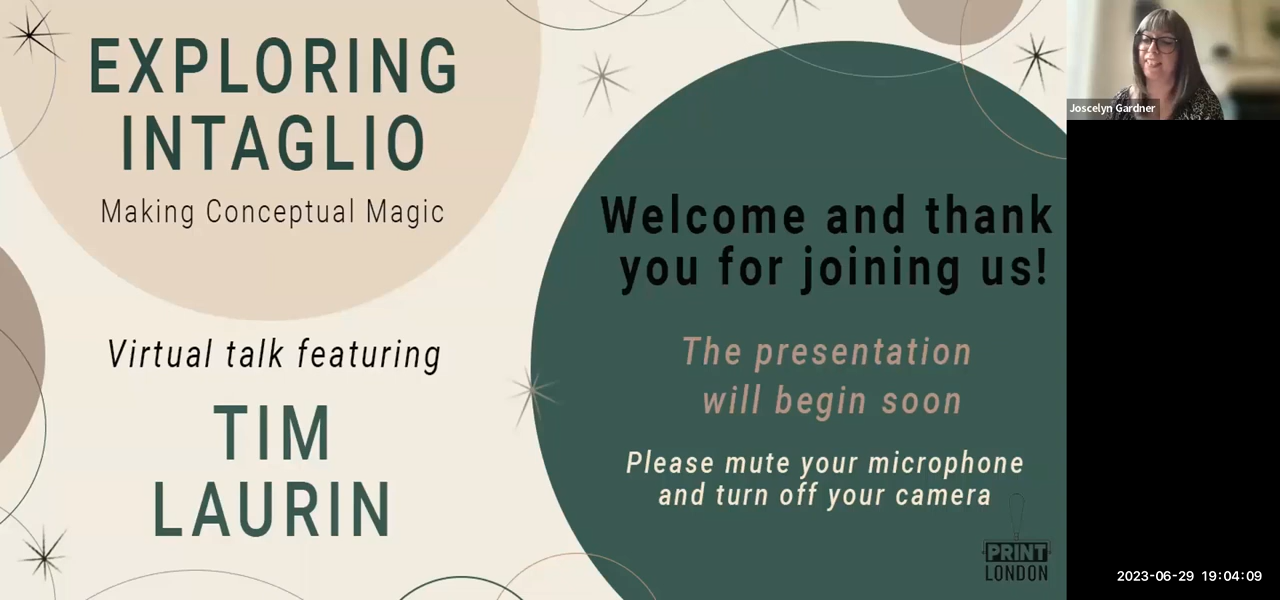 EXPLORING
INTAGLIO
Making Conceptual Magic
Virtual talk featuring
TIM
LAURIN
Welcome and thank
you for joining us!
The presentation
will begin soon
Please mute your microphone
and turn off your camera
PRINT
LONDON
Joscelyn Gardner
2023-06-29 19:04:09